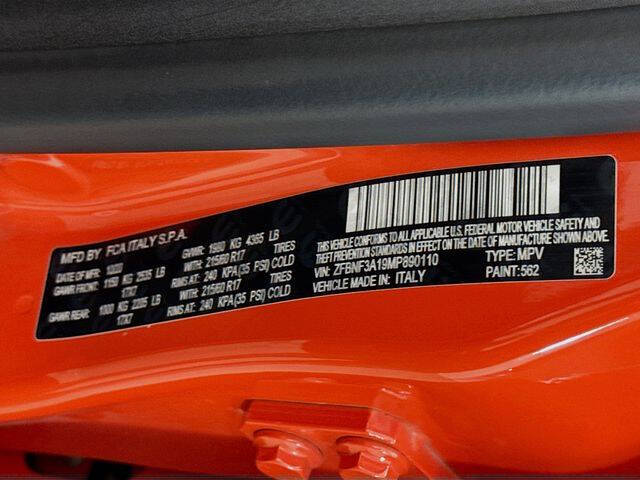 MFD BY: FCA ITALY S.P.A.
DATE OF MFR: 10/20 GVWR: 1980 KG 4365 LB
GAWR FRONT: 1150 KG 2535 LB WITH: 215/60 R17 TIRES
17X7 RIMS AT: 240 KPA(35 PSI) COLD
GAWR REAR: 1000 KG 2205 LB WITH: 215/60 R17 TIRES
17X7 RIMS AT: 240 KPA(35 PSI) COLD
THIS VEHICLE CONFORMS TO ALL APPLICABLE U.S. FEDERAL MOTOR VEHICLE SAFETY AND
THEFT PREVENTION STANDARDS IN EFFECT ON THE DATE OF MANUFACTURE SHOWN ABOVE
VIN: ZFBNF3A19MP890110 TYPE: MPV
VEHICLE MADE IN: ITALY PAINT: 562